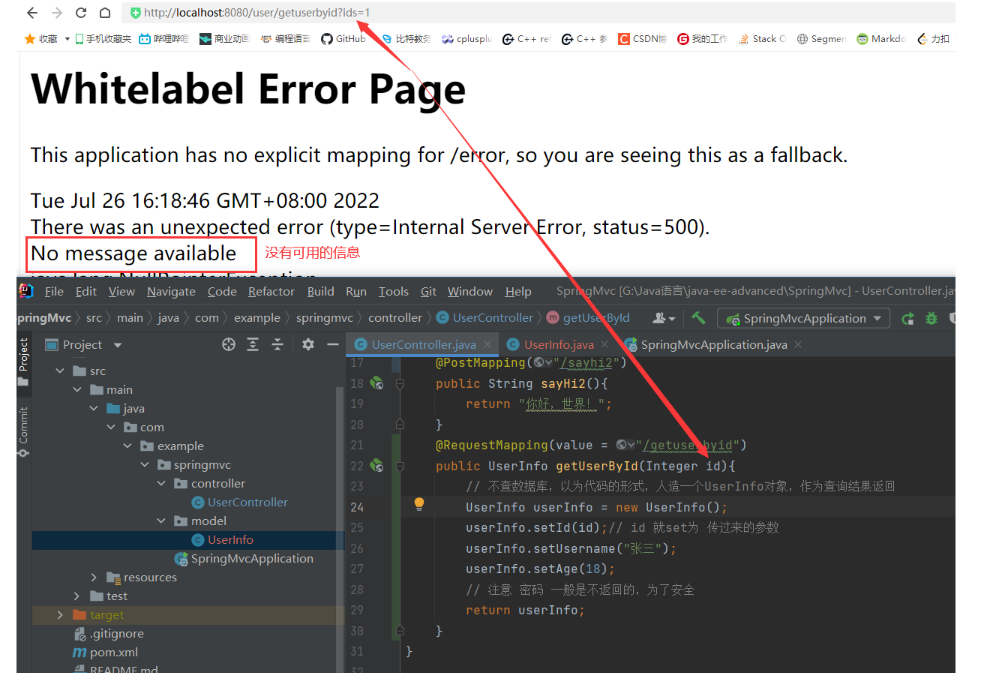 http://localhost:8080/user/getuserbyid?ids=1
收藏 手机收藏夹 哔哩哔哩 商业动画 编程语言 GitHub 比特教务 cplusplu C++ re C++ 参 CSDN博 我的工作 Stack O Segmen Markdo 力扣
Whitelabel Error Page
This application has no explicit mapping for /error, so you are seeing this as a fallback.
Tue Jul 26 16:18:46 GMT+08:00 2022
There was an unexpected error (type=Internal Server Error, status=500).
No message available 没有可用的信息
java.lang.NullPointerException
File Edit View Navigate Code Refactor Build Run Tools Git Window Help SpringMvc [G:\Java语言\java-ee-advanced\SpringMvc] - UserController.ja
pringMvc src main java com example springmvc controller UserController getUserById SpringMvcApplication
Project
Commit
Project
src
main
java
com
example
springmvc
controller
UserController
model
UserInfo
SpringMvcApplication
resources
test
target
.gitignore
pom.xml
README.md
UserController.java UserInfo.java SpringMvcApplication.java
17 @PostMapping("/sayhi2")
18 public String sayHi2(){
19 return "你好，世界！";
20 }
21 @RequestMapping(value = "/getuserbyid")
22 public UserInfo getUserById(Integer id){
23 // 不查数据库，以为代码的形式，人造一个UserInfo对象，作为查询结果返回
24 UserInfo userInfo = new UserInfo();
25 userInfo.setId(id);// id 就set为 传过来的参数
26 userInfo.setUsername("张三");
27 userInfo.setAge(18);
28 // 注意 密码 一般是不返回的，为了安全
29 return userInfo;
30 }
31 }
32